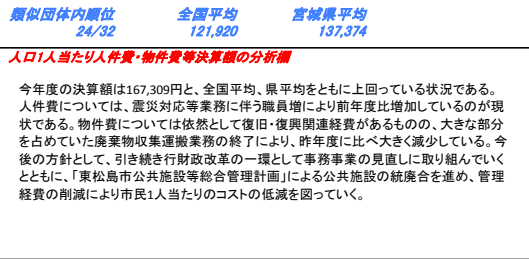 類似団体内順位 全国平均 宮城県平均
24/32 121,920 137,374
人口1人当たり人件費・物件費等決算額の分析欄
今年度の決算額は167,309円と、全国平均、県平均をともに上回っている状況である。
人件費については、震災対応等業務に伴う職員増により前年度比増加しているのが現
状である。物件費については依然として復旧・復興関連経費があるものの、大きな部分
を占めていた廃棄物収集運搬業務の終了により、昨年度に比べ大きく減少している。今
後の方針として、引き続き行財政改革の一環として事務事業の見直しに取り組んでいく
とともに、「東松島市公共施設等総合管理計画」による公共施設の統廃合を進め、管理
経費の削減により市民1人当たりのコストの低減を図っていく。